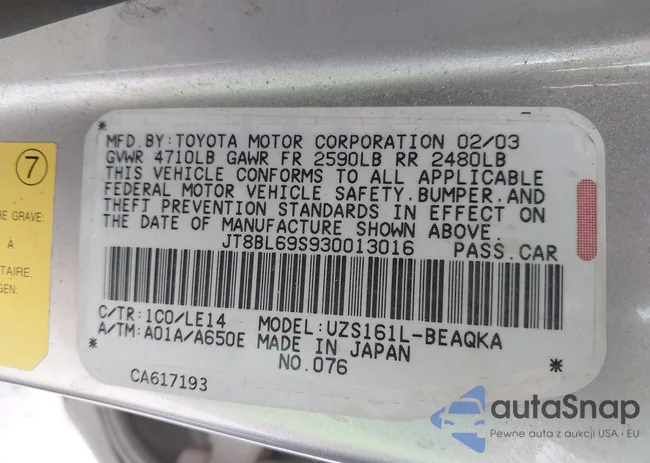 7
HE GRAVE:
À
TAIRE.
GEN:
MFD.BY:TOYOTA MOTOR CORPORATION 02/03
GVWR 4710LB GAWR FR 2590LB RR 2480LB
THIS VEHICLE CONFORMS TO ALL APPLICABLE
FEDERAL MOTOR VEHICLE SAFETY,BUMPER,AND
THEFT PREVENTION STANDARDS IN EFFECT ON
THE DATE OF MANUFACTURE SHOWN ABOVE.
JT8BL69S930013016 PASS.CAR
C/TR:1C0/LE14 MODEL:UZS161L-BEAQKA
A/TM:A01A/A650E MADE IN JAPAN
NO.076
CA617193
autaSnap
Pewne auta z aukcji USA i EU